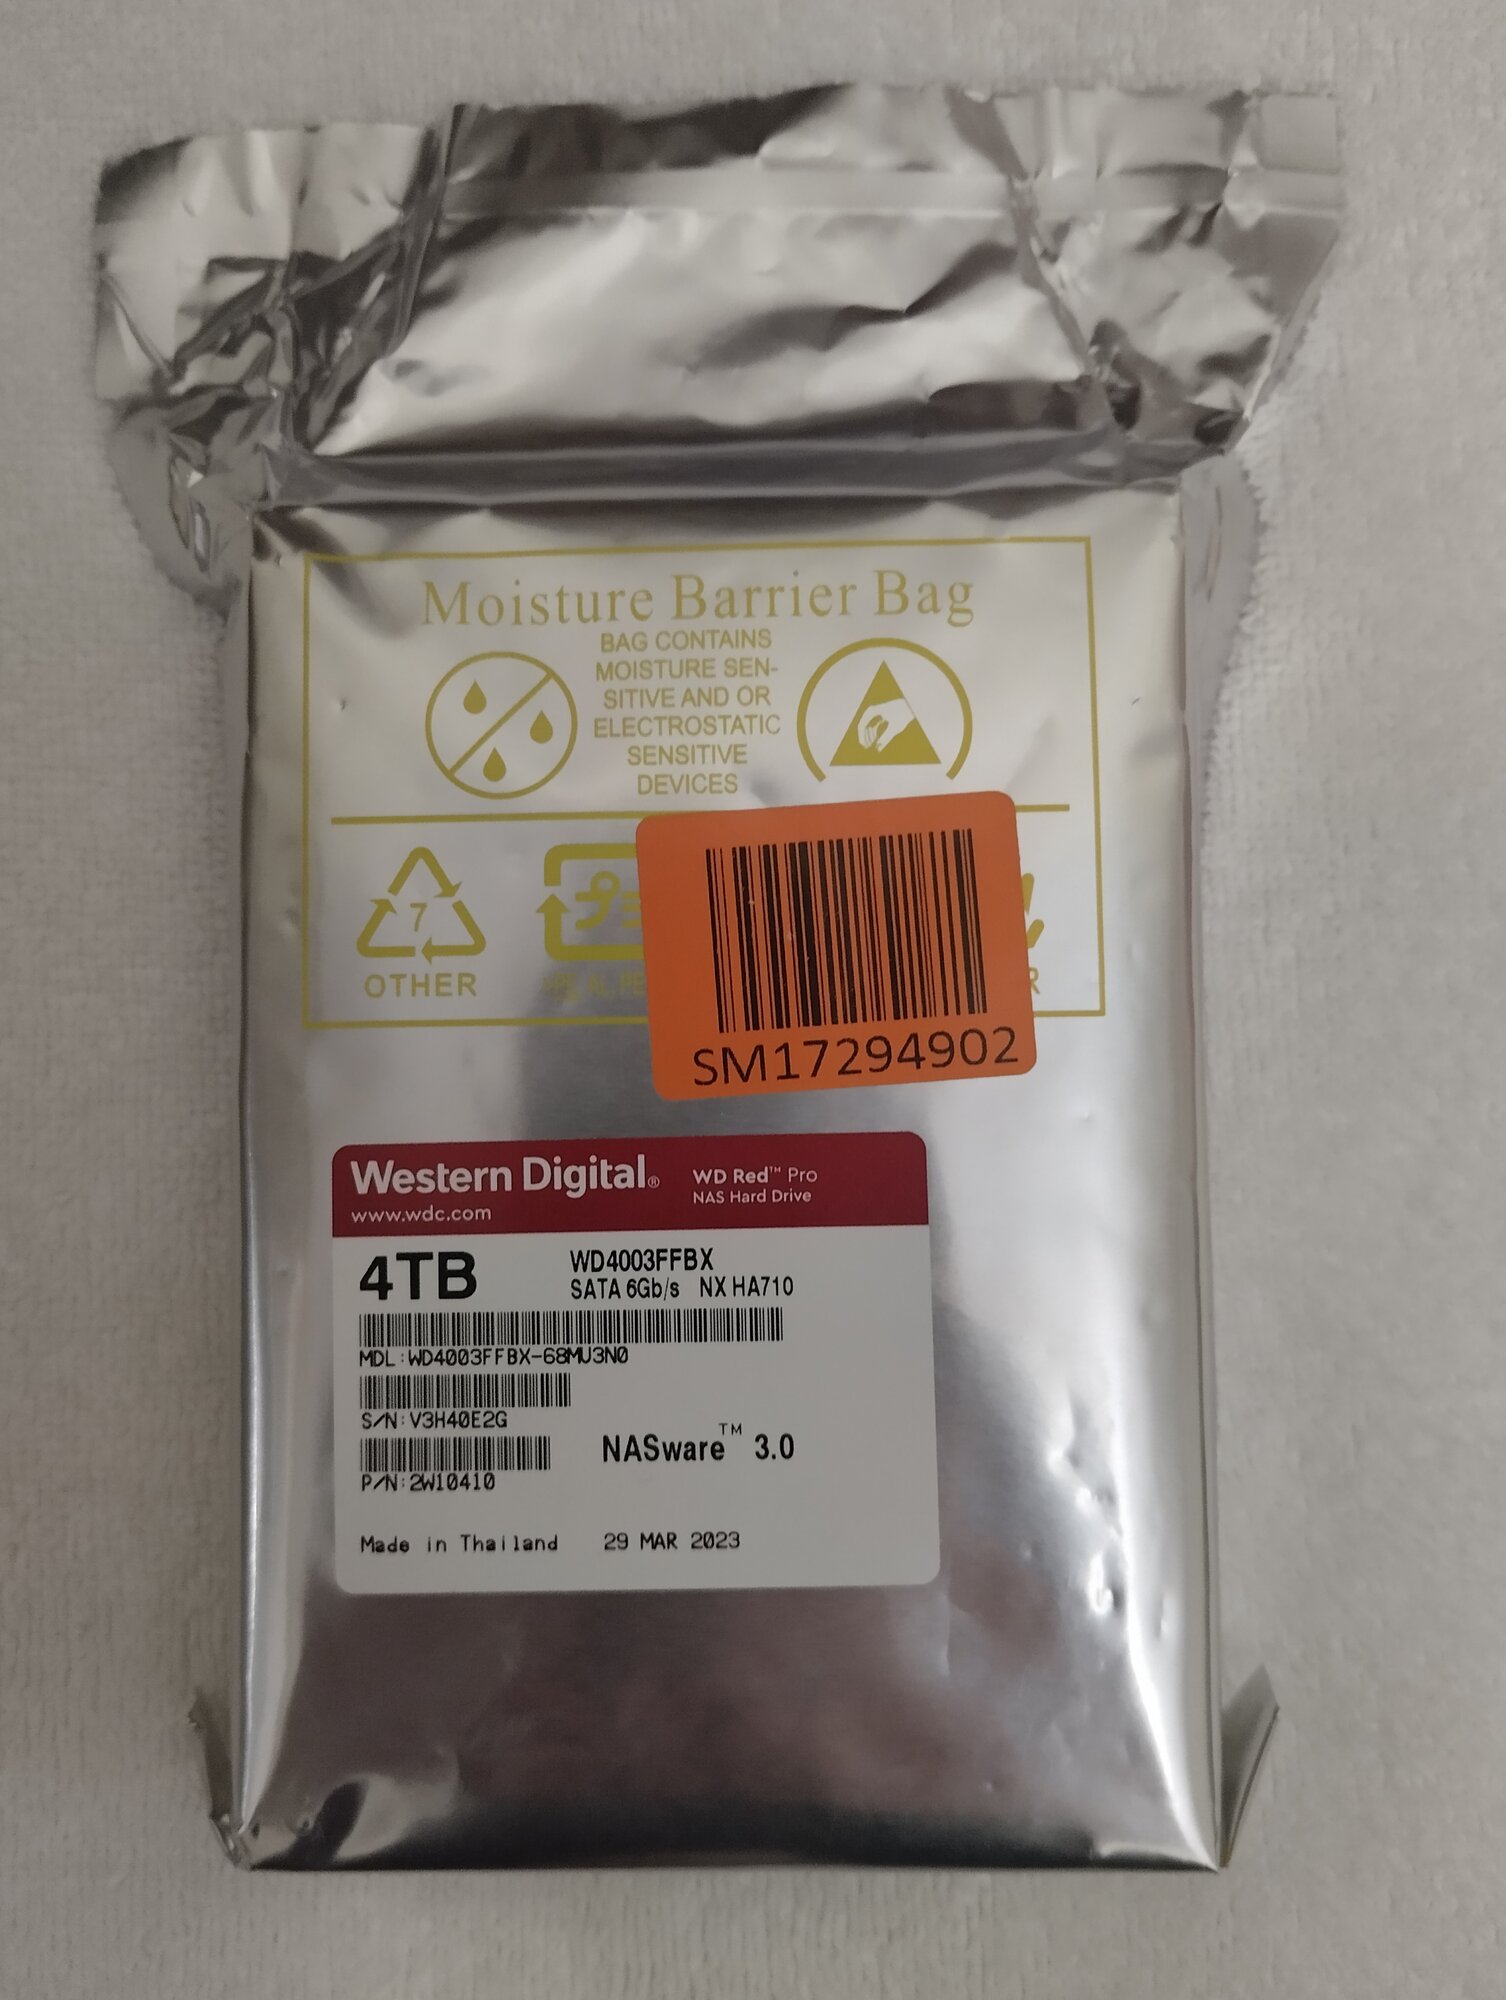 Moisture Barrier Bag
BAG CONTAINS
MOISTURE SEN-
SITIVE AND OR
ELECTROSTATIC
SENSITIVE
DEVICES
7
プラ
OTHER
SM17294902
Western Digital®
www.wdc.com
WD Red™ Pro
NAS Hard Drive
4TB
WD4003FFBX
SATA 6Gb/s NX HA710
MDL:WD4003FFBX-68MU3N0
S/N:V3H40E2G
P/N:2W10410
NASware™ 3.0
Made in Thailand 29 MAR 2023